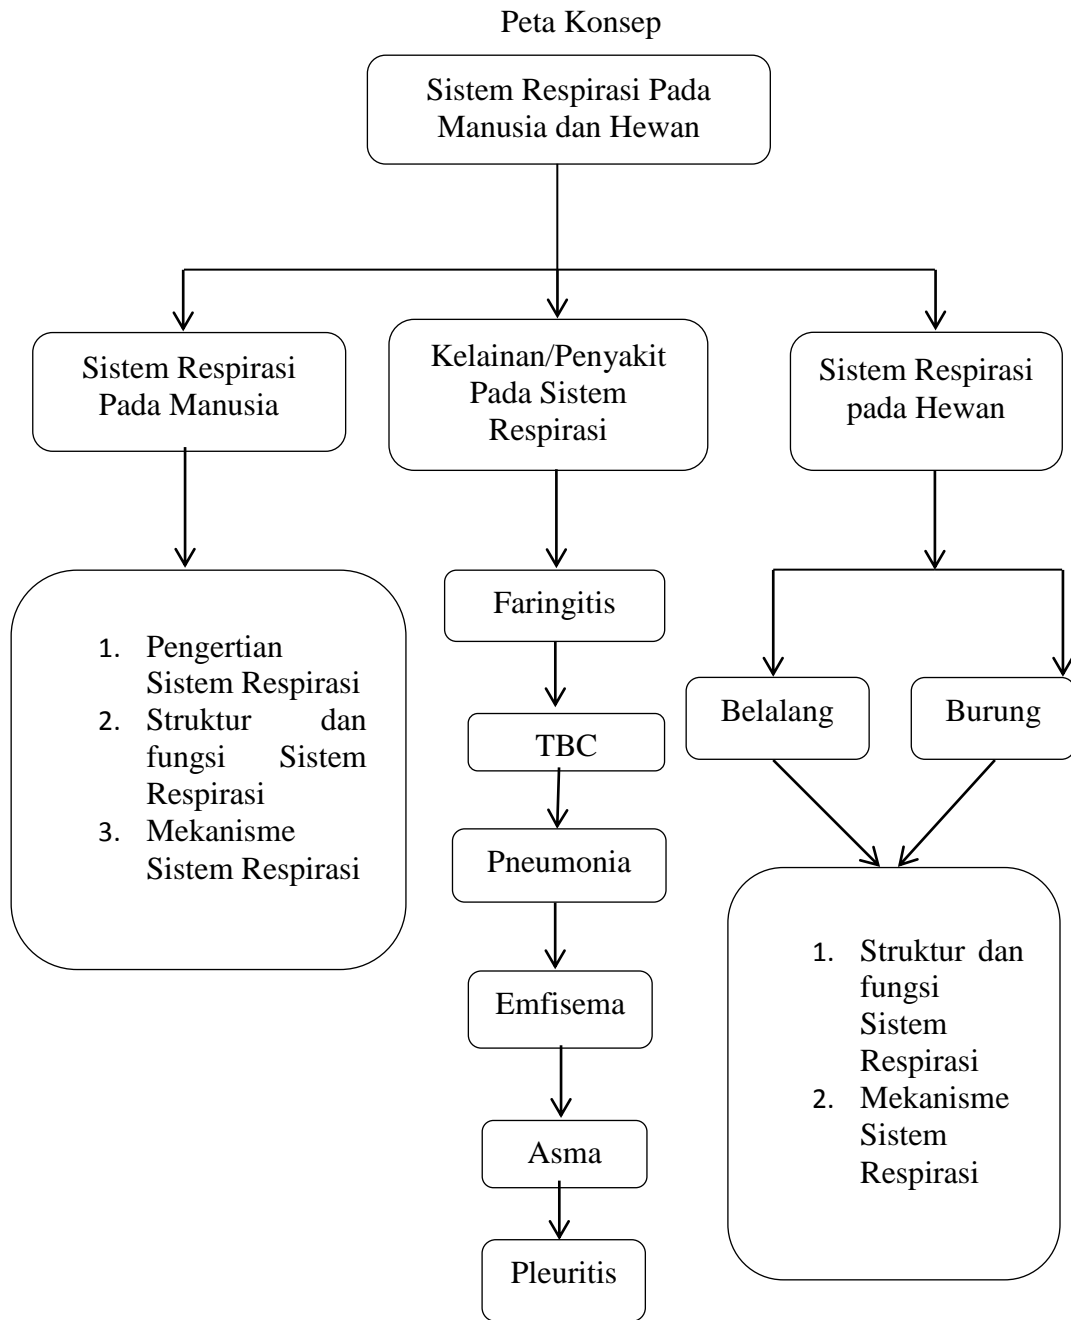 Peta Konsep
Sistem Respirasi Pada
Manusia dan Hewan
Sistem Respirasi
Pada Manusia
Kelainan/Penyakit
Pada Sistem
Respirasi
Sistem Respirasi
pada Hewan
1. Pengertian
Sistem Respirasi
2. Struktur dan
fungsi Sistem
Respirasi
3. Mekanisme
Sistem Respirasi
Faringitis
TBC
Pneumonia
Emfisema
Asma
Pleuritis
Belalang
Burung
1. Struktur dan
fungsi
Sistem
Respirasi
2. Mekanisme
Sistem
Respirasi